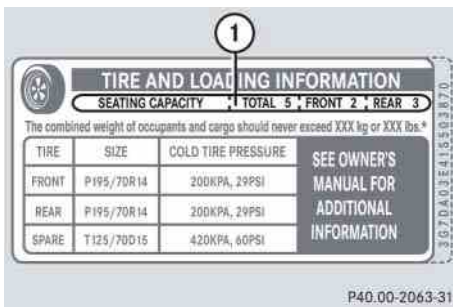 1
TIRE AND LOADING INFORMATION
SEATING CAPACITY TOTAL 5 FRONT 2 REAR 3
The combined weight of occupants and cargo should never exceed XXX kg or XXX lbs.*
TIRE SIZE COLD TIRE PRESSURE
FRONT P195/70R14 200KPA, 29PSI
REAR P195/70R14 200KPA, 29PSI
SPARE T125/70D15 420KPA, 60PSI
SEE OWNER'S
MANUAL FOR
ADDITIONAL
INFORMATION
3G7DA03E41S503870
P40.00-2063-31